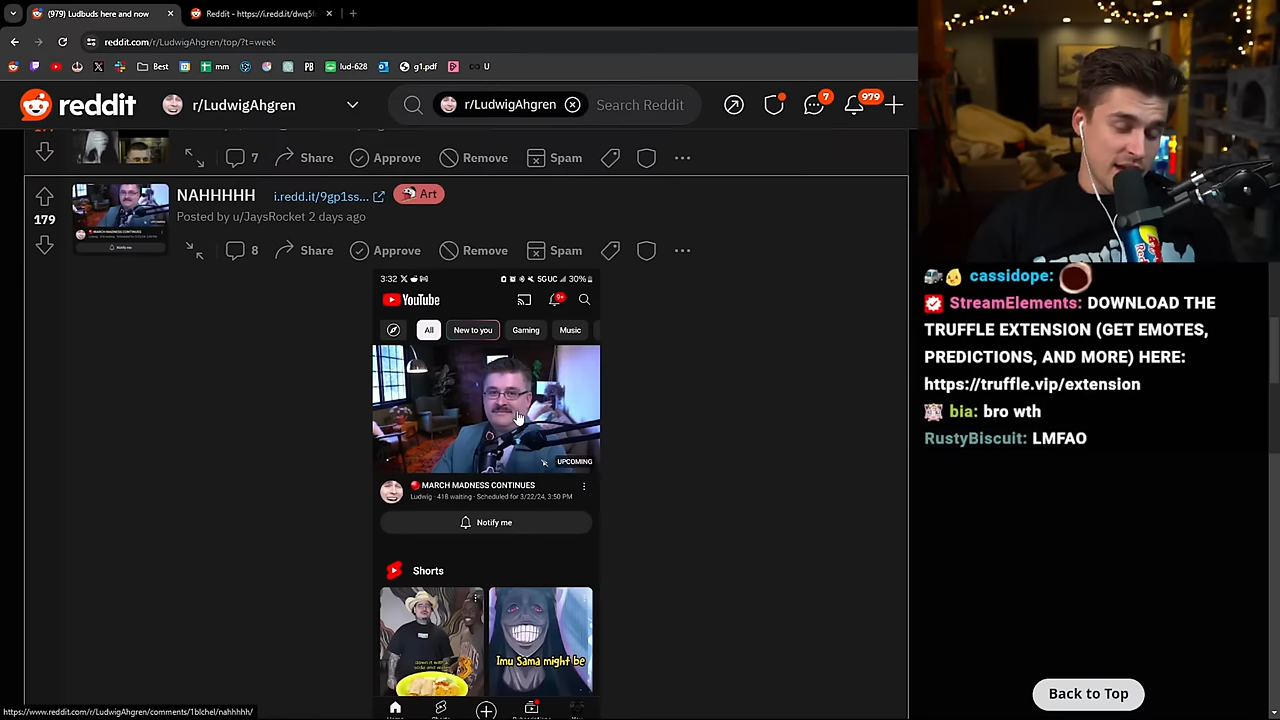 (979) Ludbuds here and now
Reddit - https://i.redd.it/dwq5
reddit.com/r/LudwigAhgren/top/?t=week
Best
mm
PB
lud-628
g1.pdf
U
reddit
r/LudwigAhgren
r/LudwigAhgren
Search Reddit
7
979
7
Share
Approve
Remove
Spam
179
NAHHHHH
i.redd.it/9gp1ss...
Art
Posted by u/JaysRocket 2 days ago
8
Share
Approve
Remove
Spam
3:32
5GUC
30%
YouTube
9+
All
New to you
Gaming
Music
UPCOMING
MARCH MADNESS CONTINUES
Ludwig · 418 waiting · Scheduled for 3/22/24, 3:50 PM
Notify me
Shorts
Imu Sama might be
Home
Shorts
Subscriptions
You
https://www.reddit.com/r/LudwigAhgren/comments/1blchel/nahhhhh/
cassidope:
StreamElements: DOWNLOAD THE
TRUFFLE EXTENSION (GET EMOTES,
PREDICTIONS, AND MORE) HERE:
https://truffle.vip/extension
bia: bro wth
RustyBiscuit: LMFAO
Back to Top